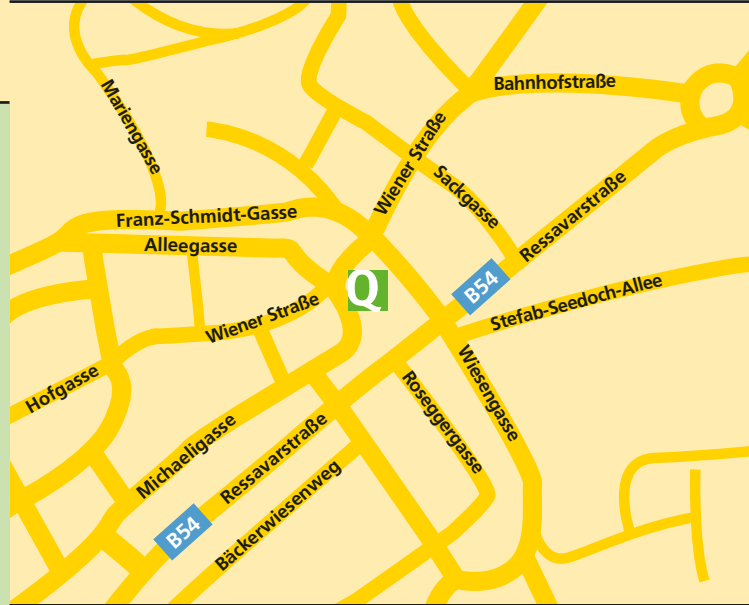 Bahnhofstraße
Mariengasse
Wiener Straße
Sackgasse
Ressavarstraße
Franz-Schmidt-Gasse
Alleegasse
B54
Q
Stefab-Seedoch-Allee
Wiener Straße
Hofgasse
Wiesengasse
Roseggergasse
Michaeligasse
Ressavarstraße
Bäckerwiesenweg
B54